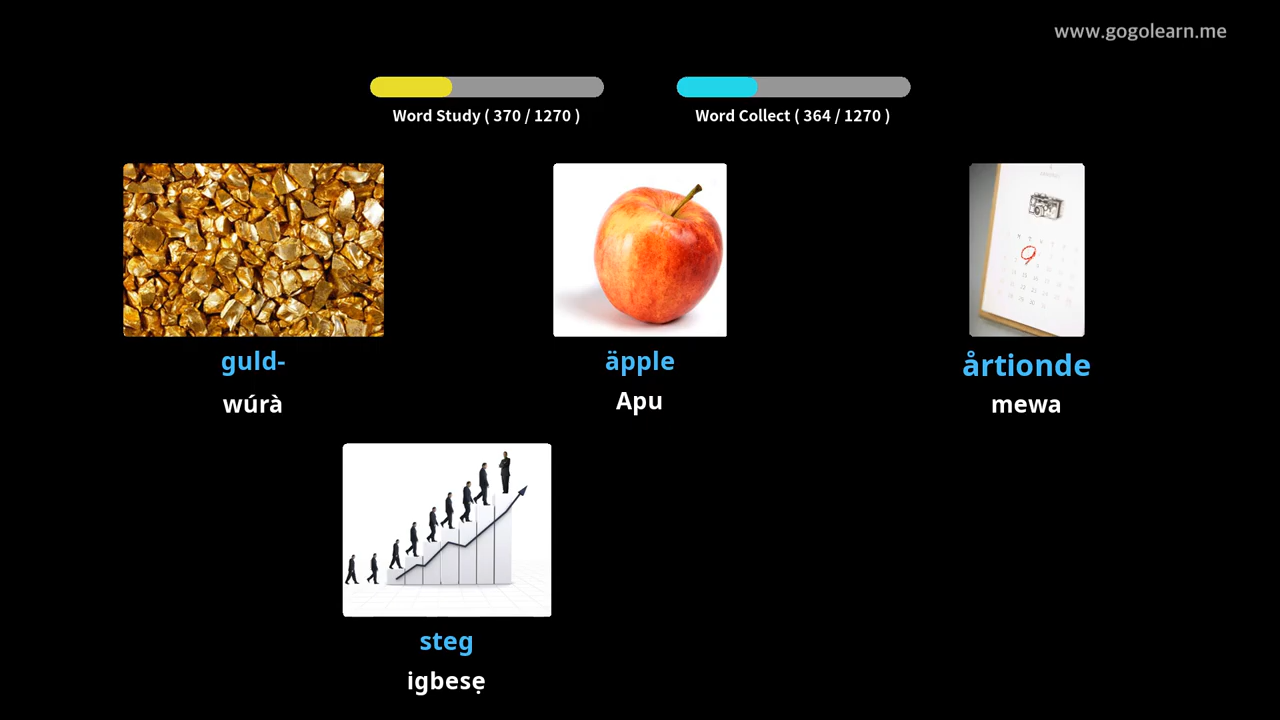 www.gogolearn.me
Word Study ( 370 / 1270 )
Word Collect ( 364 / 1270 )
guld-
äpple
årtionde
wúrà
Apu
mewa
steg
igbesẹ